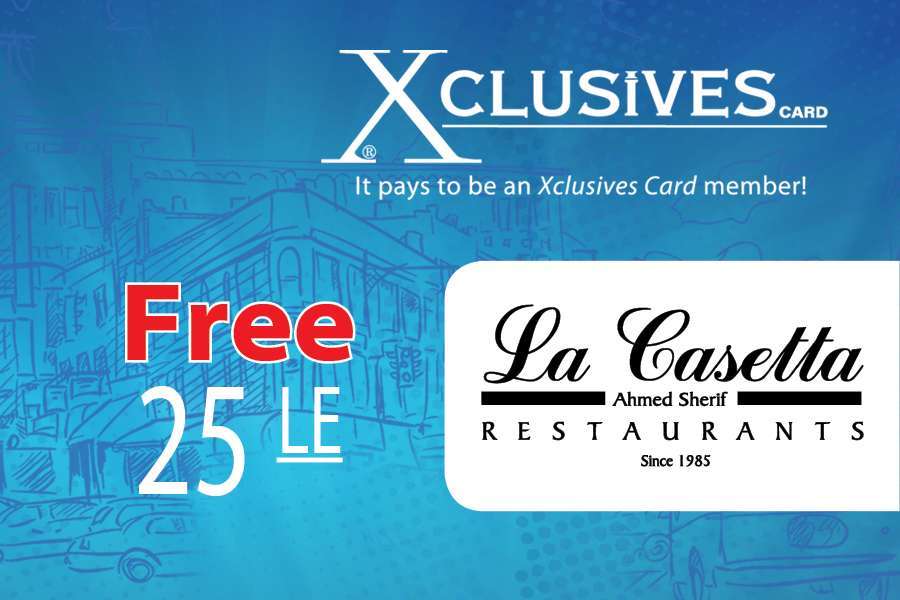 XCLUSiVES CARD
®
It pays to be an Xclusives Card member!
Free
25 LE
La Casetta
Ahmed Sherif
RESTAURANTS
Since 1985